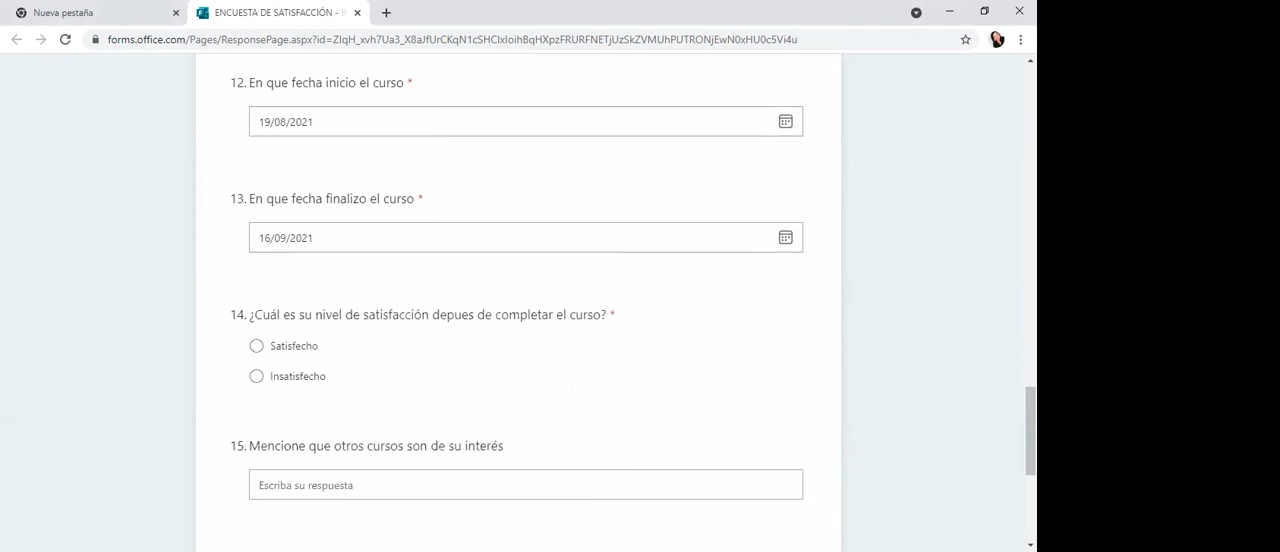 Nueva pestaña
ENCUESTA DE SATISFACCIÓN - I
forms.office.com/Pages/ResponsePage.aspx?id=ZIqH_xvh7Ua3_X8aJfUrCKqN1cSHClxIoihBqHXpzFRURFNETjUzSkZVMUhPUTRONjEwN0xHU0c5Vi4u
12. En que fecha inicio el curso *
19/08/2021
13. En que fecha finalizo el curso *
16/09/2021
14. ¿Cuál es su nivel de satisfacción depues de completar el curso? *
Satisfecho
Insatisfecho
15. Mencione que otros cursos son de su interés
Escriba su respuesta